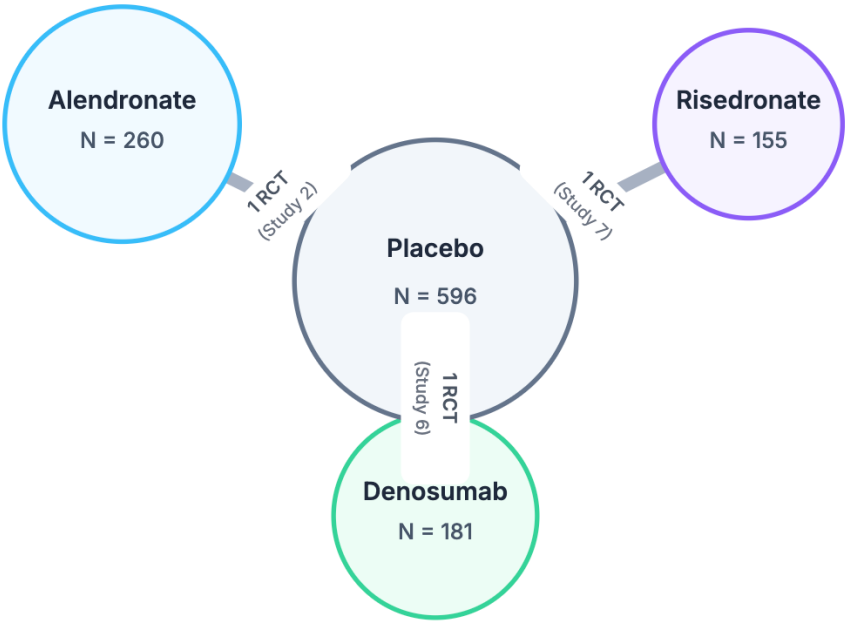 Alendronate
N = 260
Risedronate
N = 155
1 RCT
(Study 2)
1 RCT
(Study 7)
Placebo
N = 596
1 RCT
(Study 6)
Denosumab
N = 181